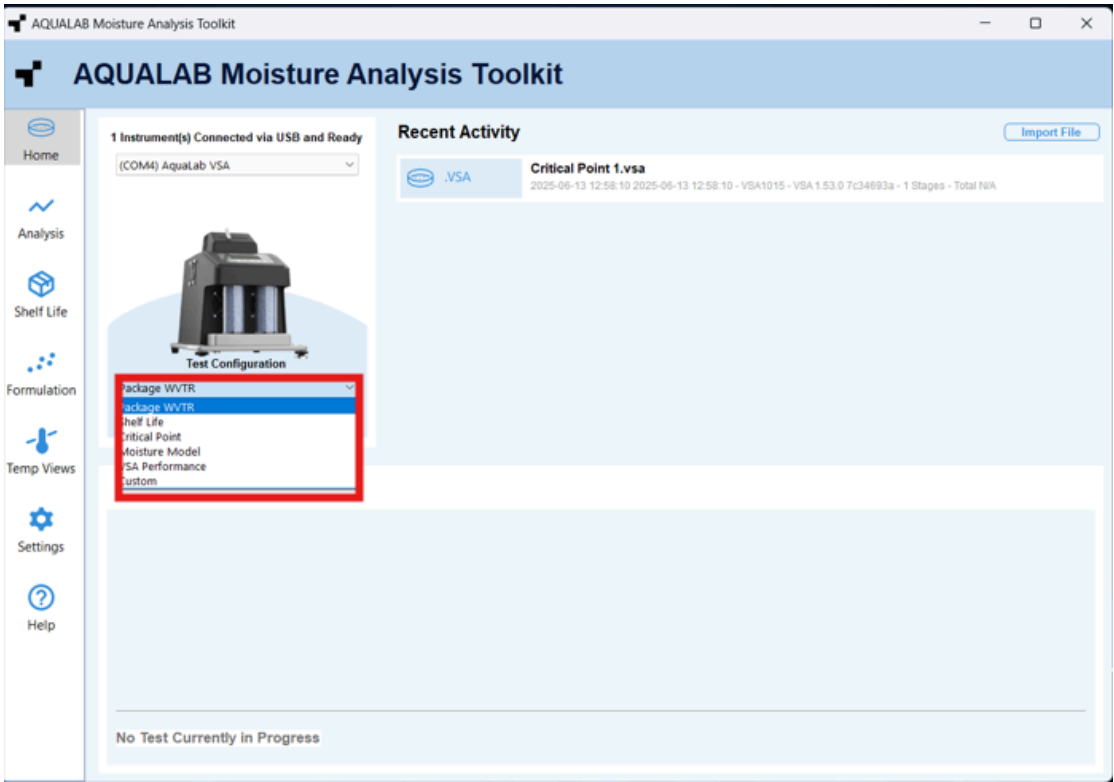 AQUALAB Moisture Analysis Toolkit
AQUALAB Moisture Analysis Toolkit
Home
Analysis
Shelf Life
Formulation
Temp Views
Settings
Help
1 Instrument(s) Connected via USB and Ready
(COM4) AquaLab VSA
Test Configuration
Package WVTR
Package WVTR
Shelf Life
Critical Point
Moisture Model
VSA Performance
Custom
Recent Activity
Import File
.VSA
Critical Point 1.vsa
2025-06-13 12:58:10 2025-06-13 12:58:10 - VSA1015 - VSA 1.53.0 7c34693a - 1 Stages - Total N/A
No Test Currently in Progress